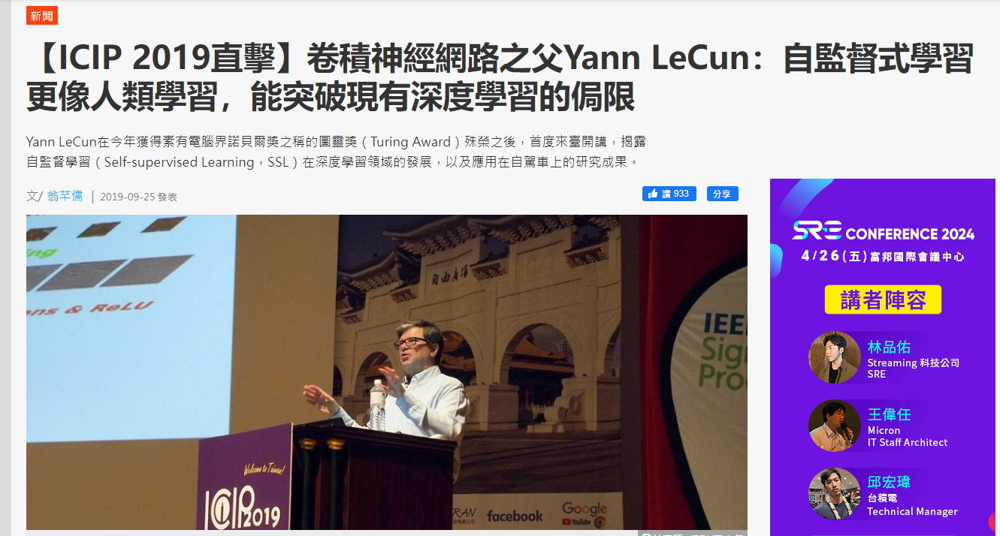 新聞
【ICIP 2019直擊】卷積神經網路之父Yann LeCun：自監督式學習
更像人類學習，能突破現有深度學習的侷限
Yann LeCun在今年獲得素有電腦界諾貝爾獎之稱的圖靈獎（Turing Award）殊榮之後，首度來臺開講，揭露
自監督學習（Self-supervised Learning，SSL）在深度學習領域的發展，以及應用在自駕車上的研究成果。
文/ 翁芊儒 | 2019-09-25 發表
讚 933
分享
ons & ReLU
自由廣場
IEEE
Sig
Pro
Welcome to Taiwan!
ICIP2019
facebook
Google
YouTube
SRE CONFERENCE 2024
4/26(五)富邦國際會議中心
講者陣容
林品佑
Streaming 科技公司
SRE
王偉任
Micron
IT Staff Architect
邱宏瑋
台積電
Technical Manager